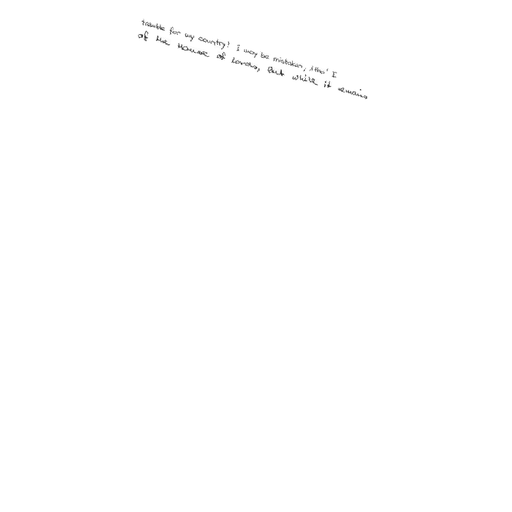 tremble for my country! I may be mistaken, tho' I
of the House of Lords, But while it remains